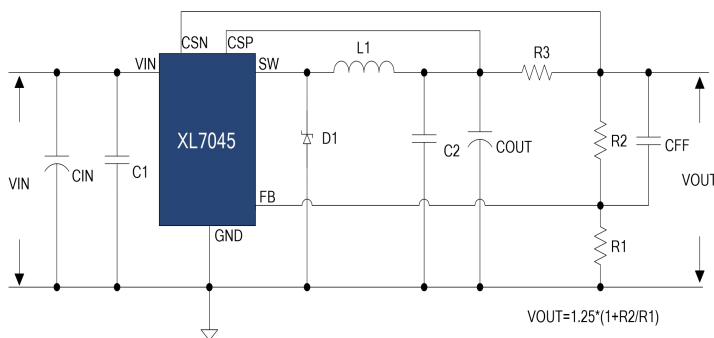 CSN
CSP
VIN
SW
L1
R3
XL7045
D1
C2
COUT
R2
CFF
VIN
CIN
C1
VOUT
FB
GND
R1
VOUT=1.25*(1+R2/R1)